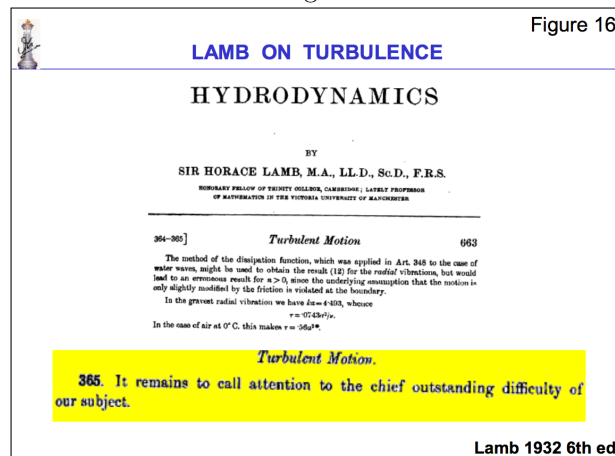 Figure 16
LAMB ON TURBULENCE
HYDRODYNAMICS
BY
SIR HORACE LAMB, M.A., LL.D., Sc.D., F.R.S.
HONORARY FELLOW OF TRINITY COLLEGE, CAMBRIDGE; LATELY PROFESSOR
OF MATHEMATICS IN THE VICTORIA UNIVERSITY OF MANCHESTER
364–365] Turbulent Motion 663
The method of the dissipation function, which was applied in Art. 348 to the case of
water waves, might be used to obtain the result (12) for the radial vibrations, but would
lead to an erroneous result for n > 0, since the underlying assumption that the motion is
only slightly modified by the friction is violated at the boundary.
In the gravest radial vibration we have ka = 4·493, whence
τ = ·0743a²/ν.
In the case of air at 0° C. this makes τ =
Turbulent Motion.
365. It remains to call attention to the chief outstanding difficulty of
our subject.
Lamb 1932 6th ed